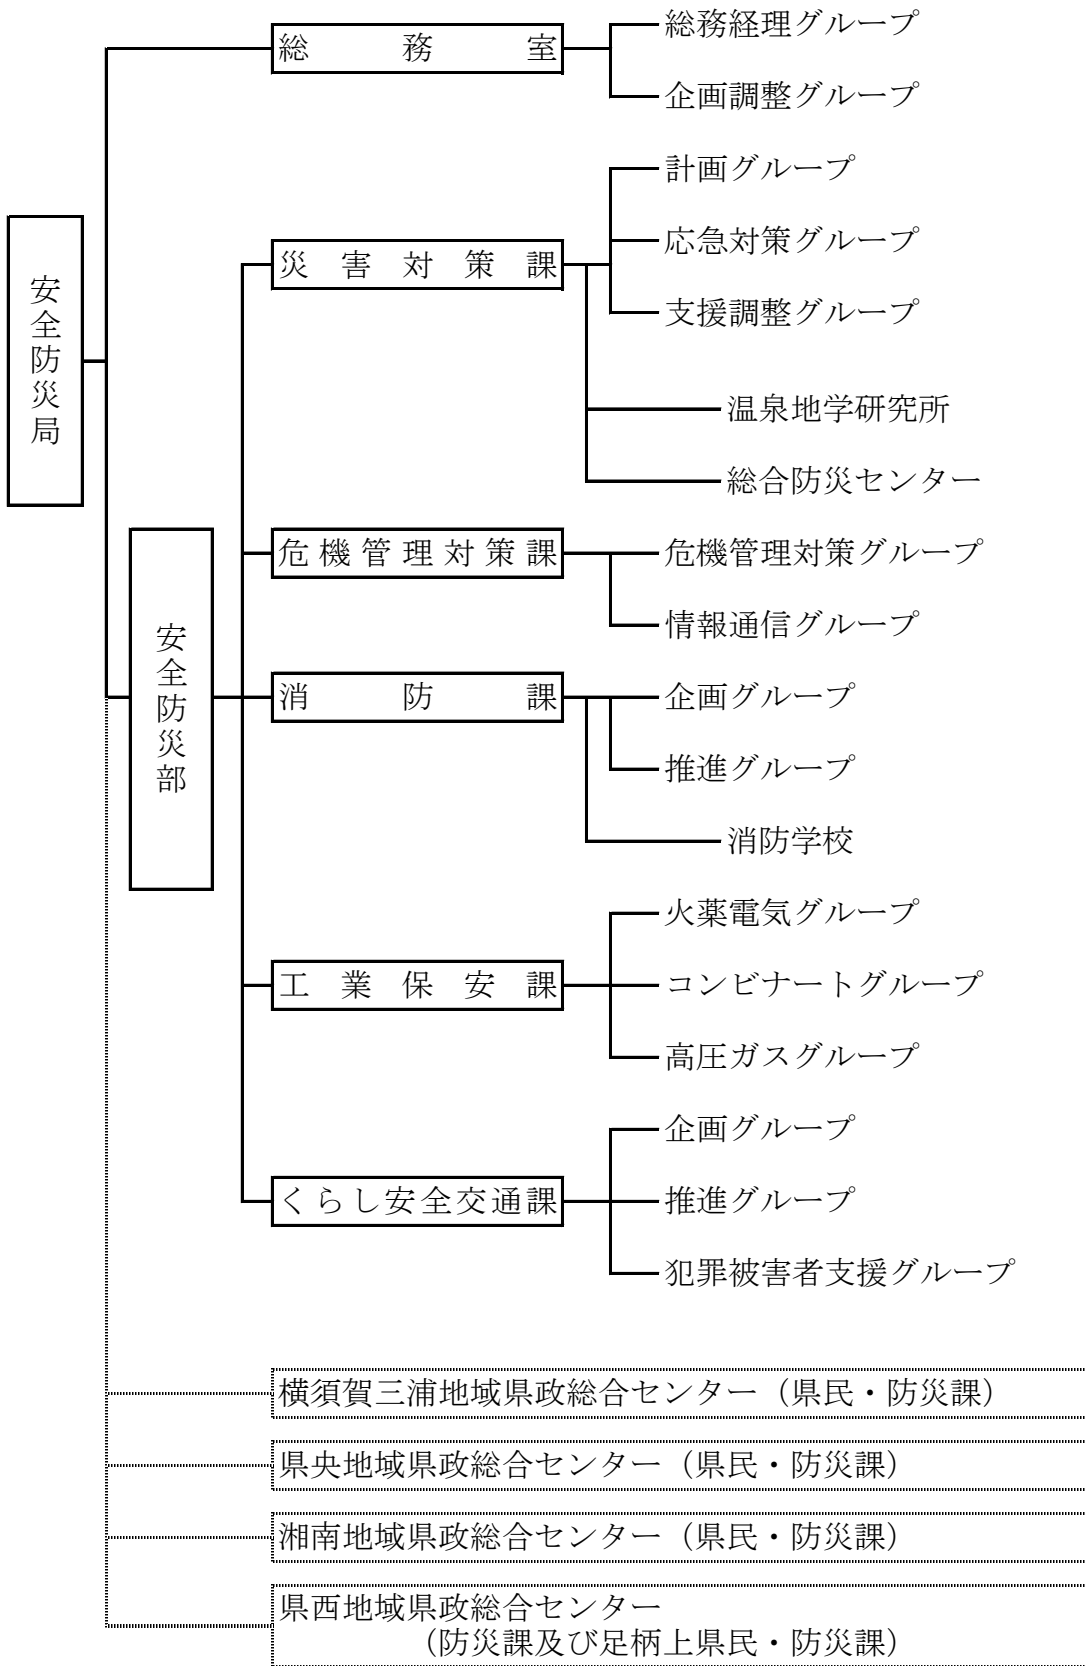 総務室
総務経理グループ
企画調整グループ
安全防災局
災害対策課
計画グループ
応急対策グループ
支援調整グループ
温泉地学研究所
総合防災センター
安全防災部
危機管理対策課
危機管理対策グループ
情報通信グループ
消防課
企画グループ
推進グループ
消防学校
工業保安課
火薬電気グループ
コンビナートグループ
高圧ガスグループ
くらし安全交通課
企画グループ
推進グループ
犯罪被害者支援グループ
横須賀三浦地域県政総合センター（県民・防災課）
県央地域県政総合センター（県民・防災課）
湘南地域県政総合センター（県民・防災課）
県西地域県政総合センター
（防災課及び足柄上県民・防災課）